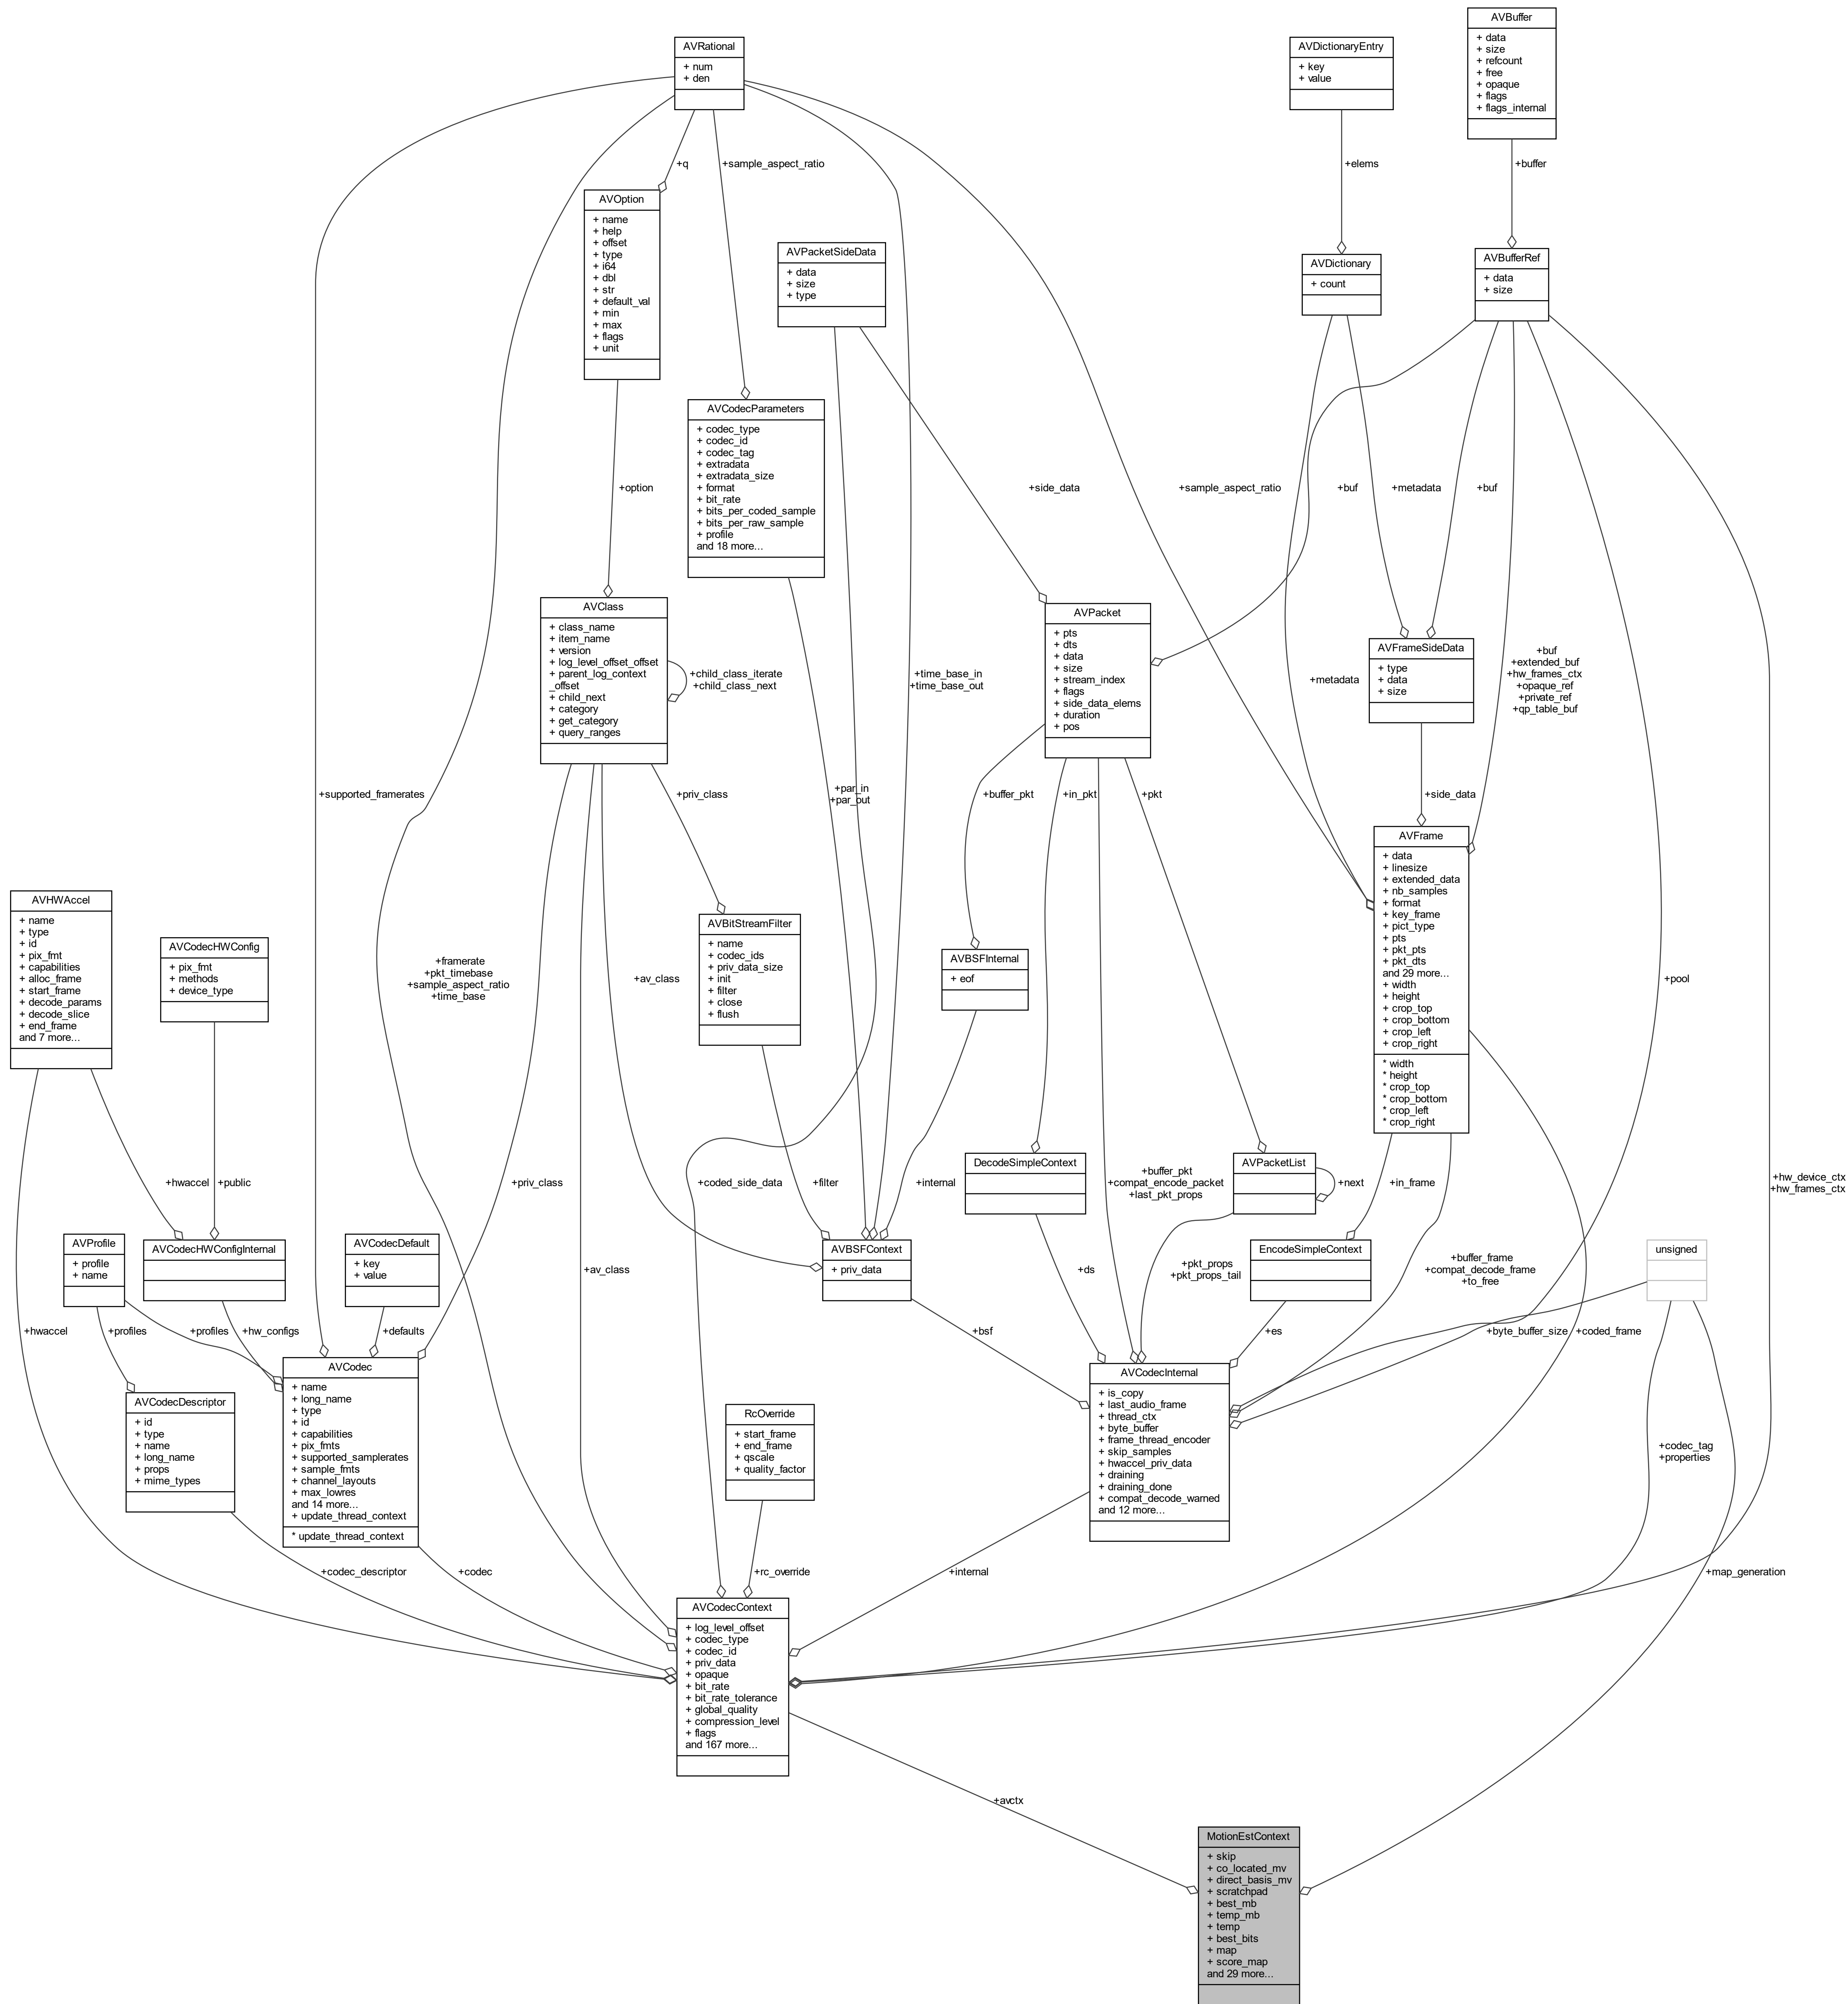 AVBuffer
+ data
+ size
+ refcount
+ free
+ opaque
+ flags
+ flags_internal
AVRational
+ num
+ den
AVDictionaryEntry
+ key
+ value
+q
+sample_aspect_ratio
+elems
+buffer
AVOption
+ name
+ help
+ offset
+ type
+ i64
+ dbl
+ str
+ default_val
+ min
+ max
+ flags
+ unit
AVPacketSideData
+ data
+ size
+ type
AVDictionary
+ count
AVBufferRef
+ data
+ size
AVCodecParameters
+ codec_type
+ codec_id
+ codec_tag
+ extradata
+ extradata_size
+ format
+ bit_rate
+ bits_per_coded_sample
+ bits_per_raw_sample
+ profile
and 18 more...
+option
+side_data
+sample_aspect_ratio
+buf
+metadata
+buf
AVClass
+ class_name
+ item_name
+ version
+ log_level_offset_offset
+ parent_log_context
_offset
+ child_next
+ category
+ get_category
+ query_ranges
+child_class_iterate
+child_class_next
+time_base_in
+time_base_out
AVPacket
+ pts
+ dts
+ data
+ size
+ stream_index
+ flags
+ side_data_elems
+ duration
+ pos
+metadata
AVFrameSideData
+ type
+ data
+ size
+buf
+extended_buf
+hw_frames_ctx
+opaque_ref
+private_ref
+qp_table_buf
+supported_framerates
+priv_class
+par_in
+par_out
+buffer_pkt
+in_pkt
+pkt
+side_data
AVFrame
+ data
+ linesize
+ extended_data
+ nb_samples
+ format
+ key_frame
+ pict_type
+ pts
+ pkt_pts
+ pkt_dts
and 29 more...
+ width
+ height
+ crop_top
+ crop_bottom
+ crop_left
+ crop_right
* width
* height
* crop_top
* crop_bottom
* crop_left
* crop_right
AVHWAccel
+ name
+ type
+ id
+ pix_fmt
+ capabilities
+ alloc_frame
+ start_frame
+ decode_params
+ decode_slice
+ end_frame
and 7 more...
AVCodecHWConfig
+ pix_fmt
+ methods
+ device_type
+framerate
+pkt_timebase
+sample_aspect_ratio
+time_base
+av_class
AVBitStreamFilter
+ name
+ codec_ids
+ priv_data_size
+ init
+ filter
+ close
+ flush
AVBSFInternal
+ eof
+pool
+hwaccel
+public
+priv_class
+coded_side_data
+filter
+internal
DecodeSimpleContext
+buffer_pkt
+compat_encode_packet
+last_pkt_props
AVPacketList
+next
+in_frame
+hw_device_ctx
+hw_frames_ctx
AVProfile
+ profile
+ name
AVCodecHWConfigInternal
AVCodecDefault
+ key
+ value
+av_class
AVBSFContext
+ priv_data
+ds
+pkt_props
+pkt_props_tail
EncodeSimpleContext
+buffer_frame
+compat_decode_frame
+to_free
unsigned
+hwaccel
+profiles
+profiles
+hw_configs
+defaults
+bsf
+es
+byte_buffer_size
+coded_frame
AVCodecDescriptor
+ id
+ type
+ name
+ long_name
+ props
+ mime_types
AVCodec
+ name
+ long_name
+ type
+ id
+ capabilities
+ pix_fmts
+ supported_samplerates
+ sample_fmts
+ channel_layouts
+ max_lowres
and 14 more...
+ update_thread_context
* update_thread_context
RcOverride
+ start_frame
+ end_frame
+ qscale
+ quality_factor
AVCodecInternal
+ is_copy
+ last_audio_frame
+ thread_ctx
+ byte_buffer
+ frame_thread_encoder
+ skip_samples
+ hwaccel_priv_data
+ draining
+ draining_done
+ compat_decode_warned
and 12 more...
+codec_tag
+properties
+codec_descriptor
+codec
+rc_override
+internal
+map_generation
AVCodecContext
+ log_level_offset
+ codec_type
+ codec_id
+ priv_data
+ opaque
+ bit_rate
+ bit_rate_tolerance
+ global_quality
+ compression_level
+ flags
and 167 more...
+avctx
MotionEstContext
+ skip
+ co_located_mv
+ direct_basis_mv
+ scratchpad
+ best_mb
+ temp_mb
+ temp
+ best_bits
+ map
+ score_map
and 29 more...